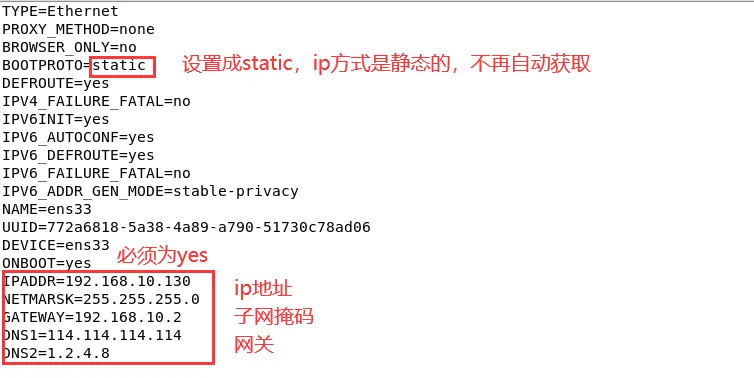 TYPE=Ethernet
PROXY_METHOD=none
BROWSER_ONLY=no
BOOTPROTO=static 设置成static，ip方式是静态的，不再自动获取
DEFROUTE=yes
IPV4_FAILURE_FATAL=no
IPV6INIT=yes
IPV6_AUTOCONF=yes
IPV6_DEFROUTE=yes
IPV6_FAILURE_FATAL=no
IPV6_ADDR_GEN_MODE=stable-privacy
NAME=ens33
UUID=772a6818-5a38-4a89-a790-51730c78ad06
DEVICE=ens33
ONBOOT=yes 必须为yes
IPADDR=192.168.10.130 ip地址
NETMARSK=255.255.255.0 子网掩码
GATEWAY=192.168.10.2 网关
DNS1=114.114.114.114
DNS2=1.2.4.8